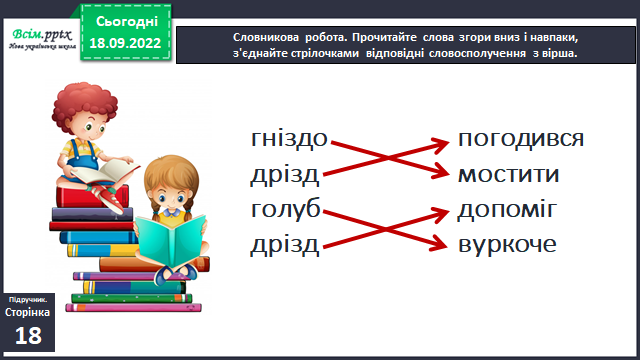 Всім.pptx
Нова українська школа
Сьогодні
18.09.2022
Словникова робота. Прочитайте слова згори вниз і навпаки,
з'єднайте стрілочками відповідні словосполучення з вірша.
гніздо погодився
дрізд мостити
голуб допоміг
дрізд вуркоче
Підручник.
Сторінка
18